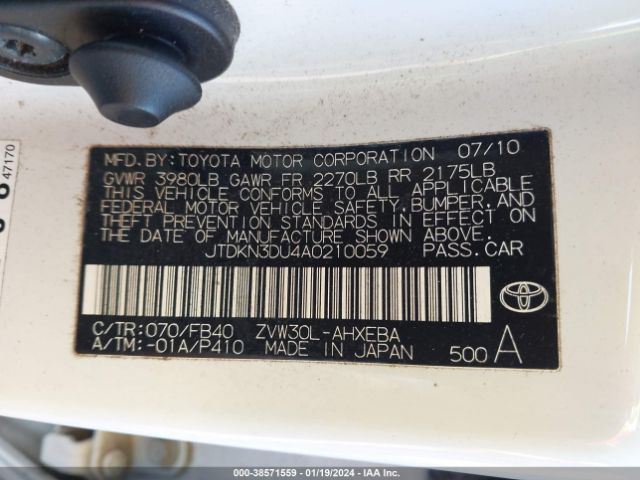 47170
MFD.BY:TOYOTA MOTOR CORPORATION 07/10
GVWR 3980LB GAWR FR 2270LB RR 2175LB
THIS VEHICLE CONFORMS TO ALL APPLICABLE
FEDERAL MOTOR VEHICLE SAFETY,BUMPER,AND
THEFT PREVENTION STANDARDS IN EFFECT ON
THE DATE OF MANUFACTURE SHOWN ABOVE.
JTDKN3DU4A0210059 PASS.CAR
C/TR:070/FB40 ZVW30L-AHXEBA
A/TM:-01A/P410 MADE IN JAPAN 500 A
000-38571559 | 01/19/2024 - IAA Inc.